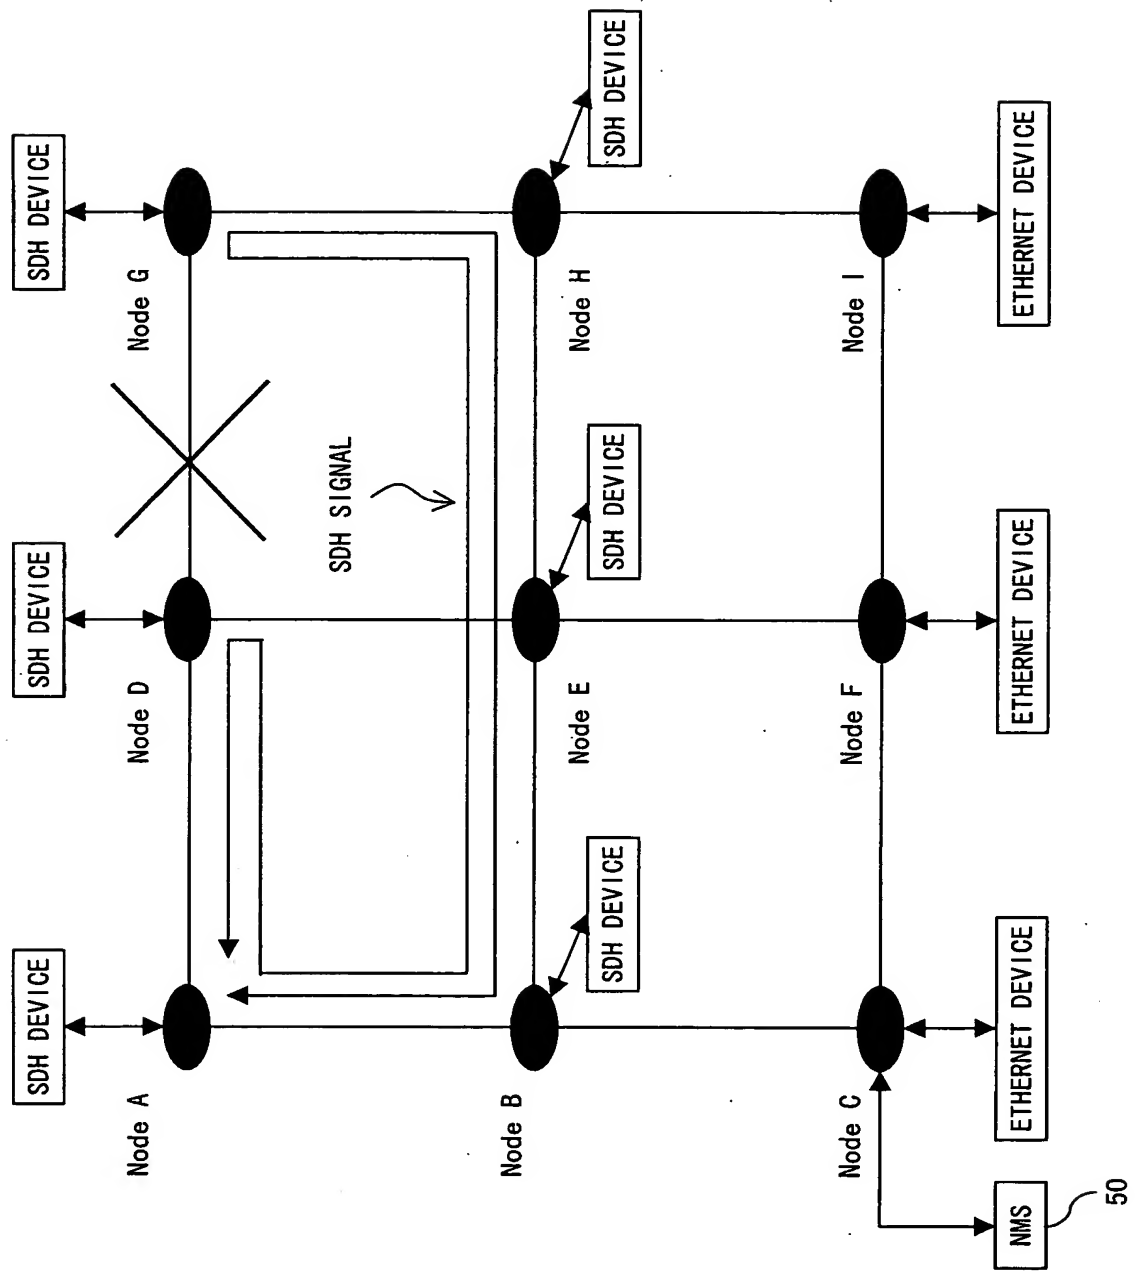 SDH DEVICE
SDH DEVICE
SDH DEVICE
Node A
Node D
Node G
SDH SIGNAL
Node B
Node E
Node H
SDH DEVICE
SDH DEVICE
SDH DEVICE
Node C
Node F
Node I
NMS
ETHERNET DEVICE
ETHERNET DEVICE
ETHERNET DEVICE
50